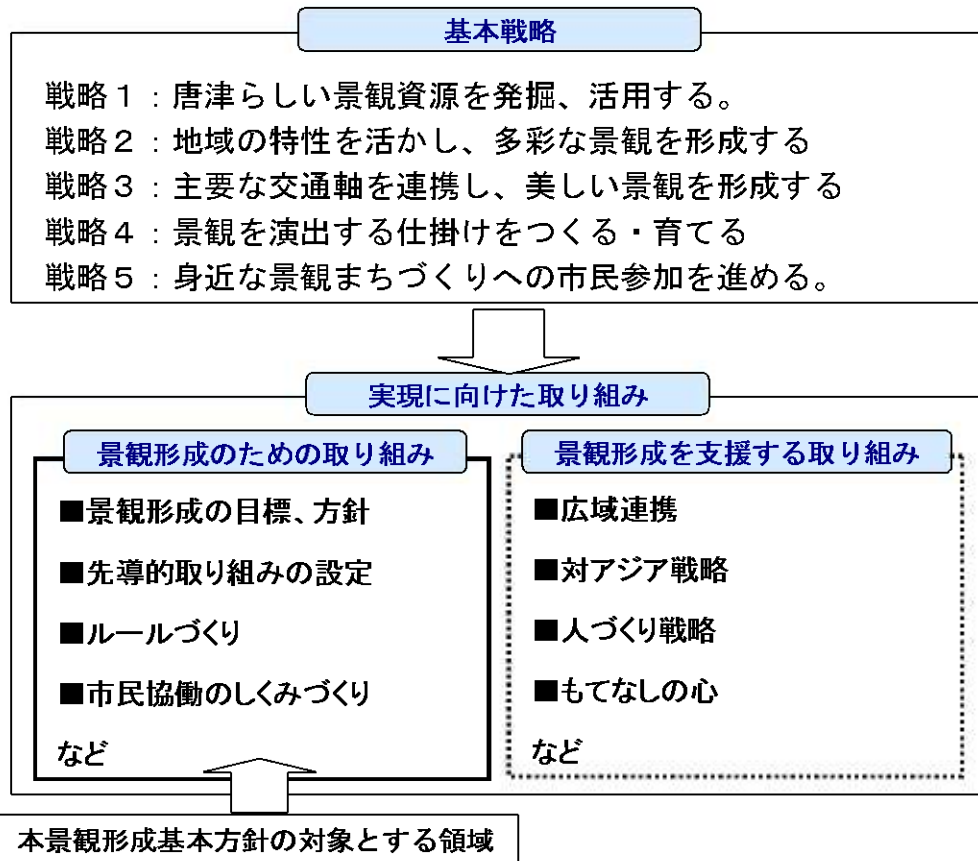 基本戦略
戦略１：唐津らしい景観資源を発掘、活用する。
戦略２：地域の特性を活かし、多彩な景観を形成する
戦略３：主要な交通軸を連携し、美しい景観を形成する
戦略４：景観を演出する仕掛けをつくる・育てる
戦略５：身近な景観まちづくりへの市民参加を進める。
実現に向けた取り組み
景観形成のための取り組み
■景観形成の目標、方針
■先導的取り組みの設定
■ルールづくり
■市民協働のしくみづくり
など
景観形成を支援する取り組み
■広域連携
■対アジア戦略
■人づくり戦略
■もてなしの心
など
本景観形成基本方針の対象とする領域